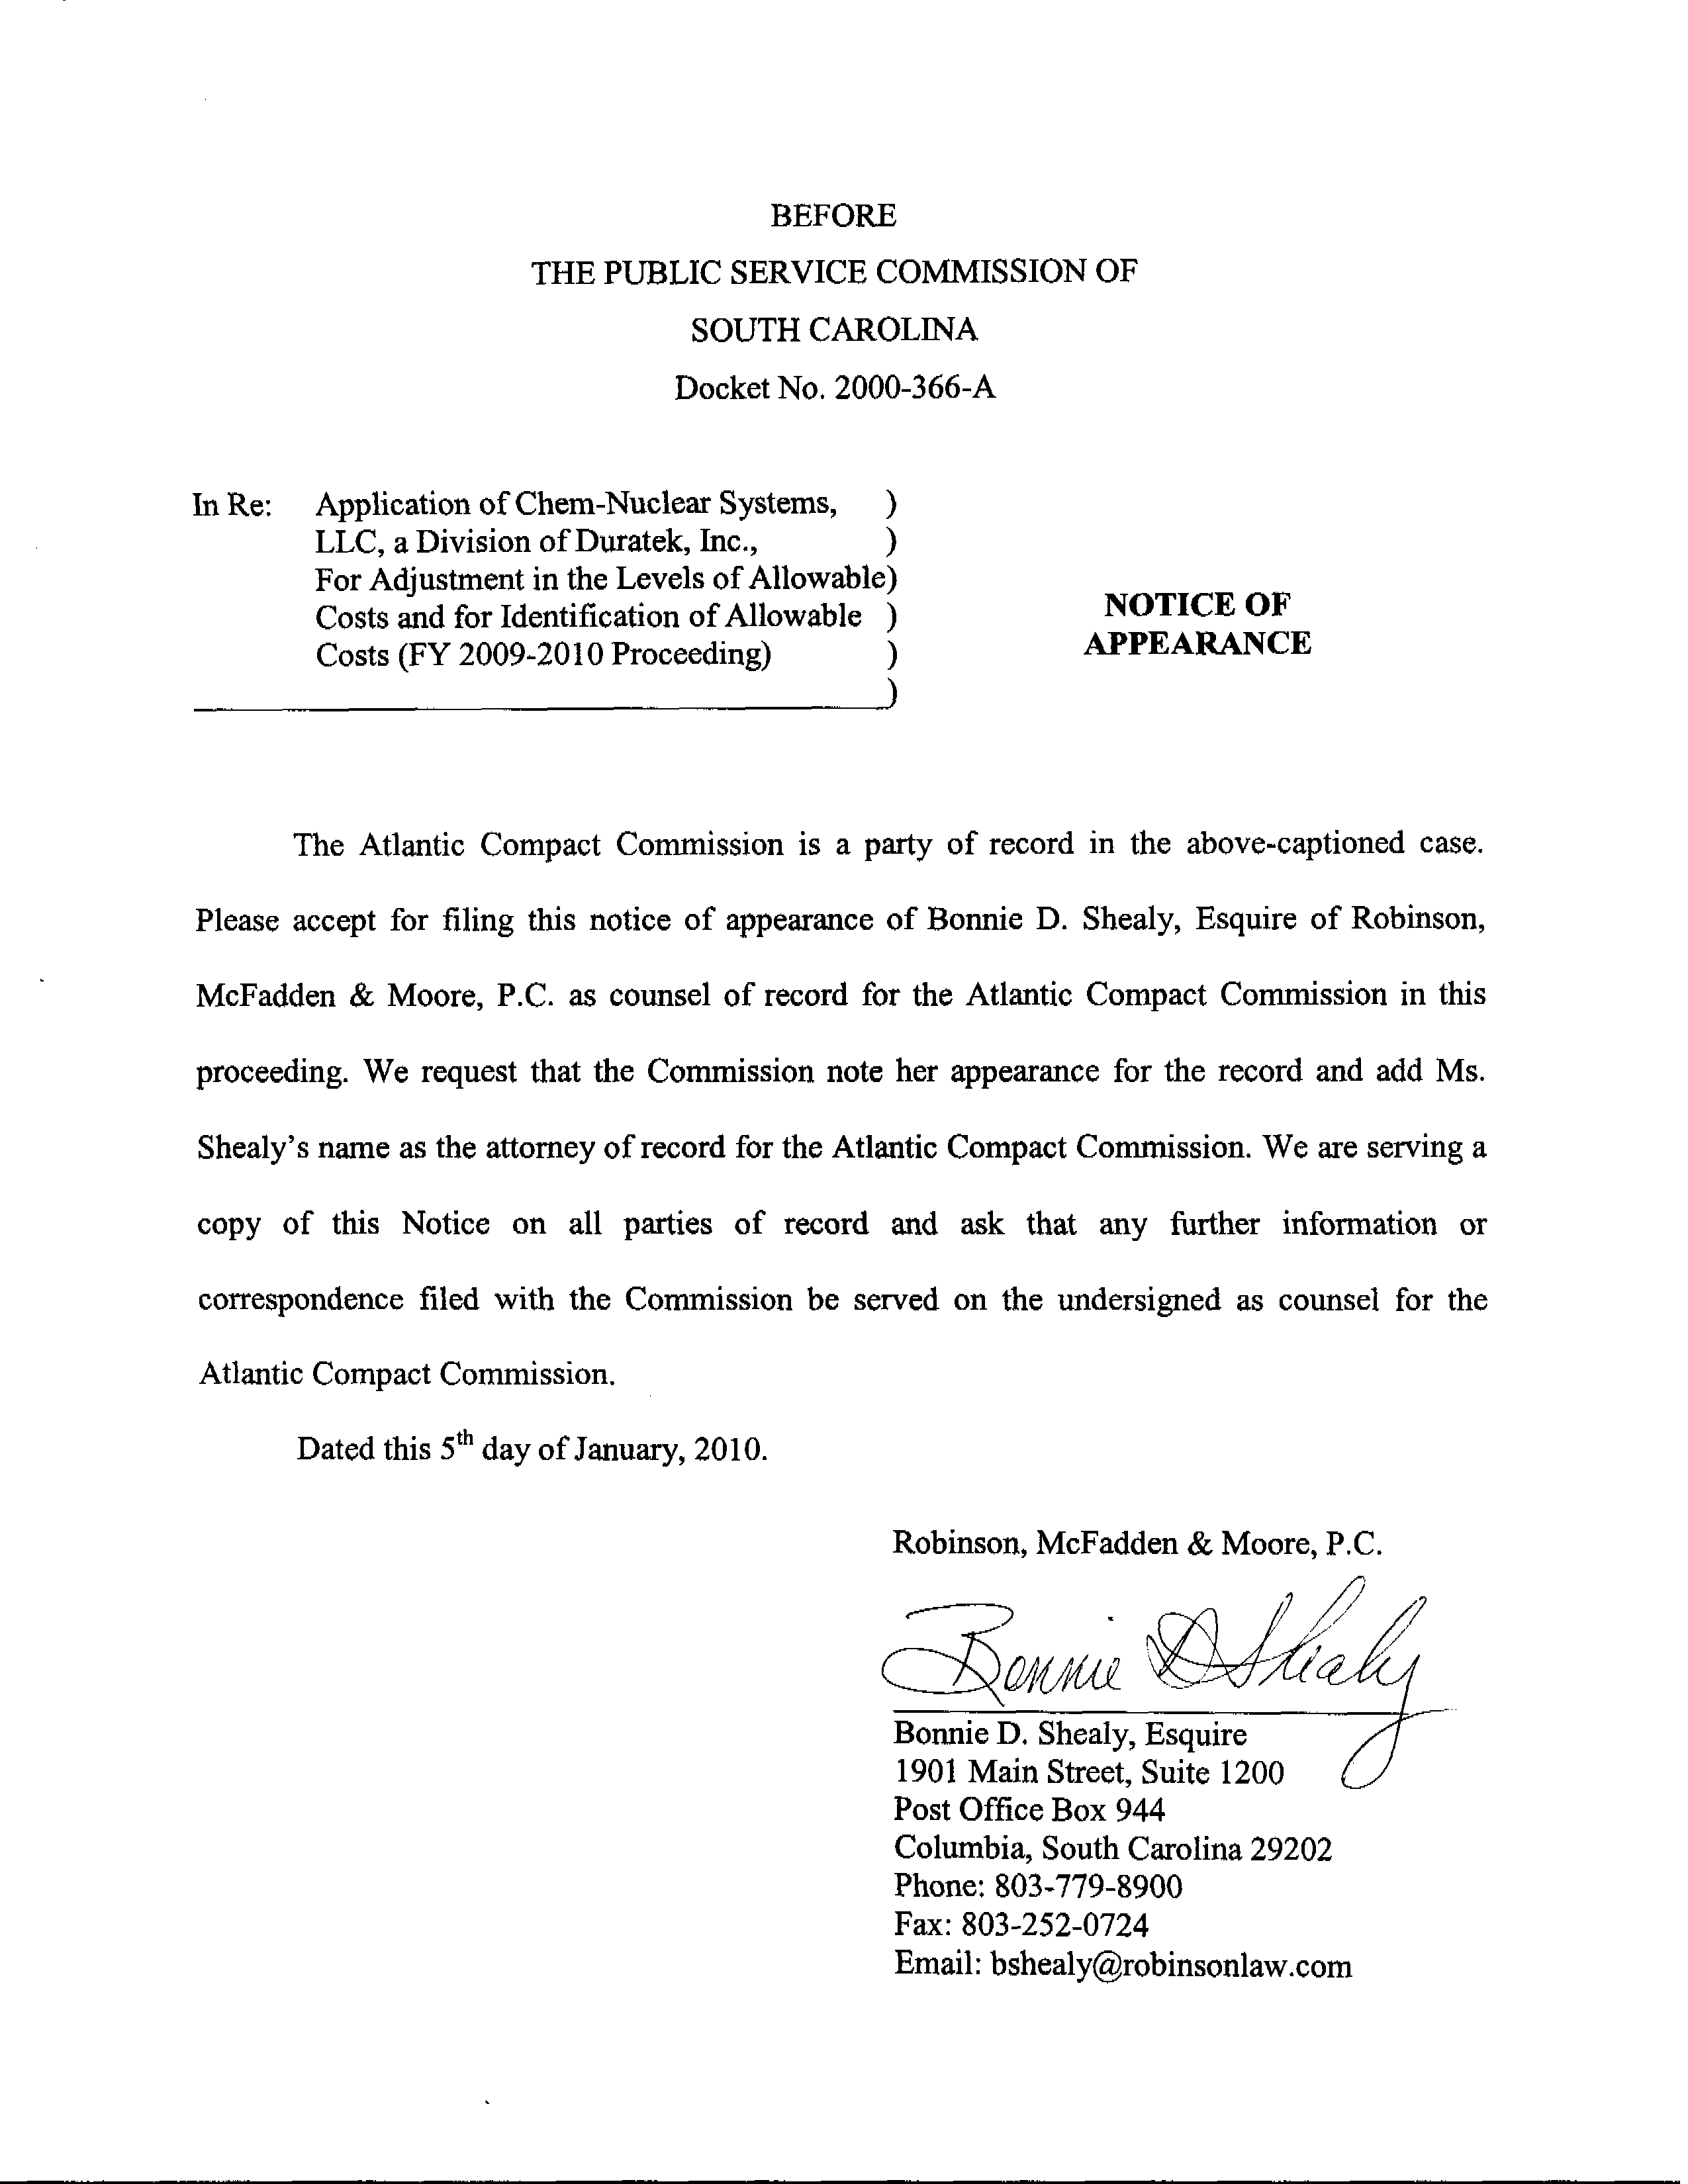 BEFORE
THE PUBLIC SERVICE COMMISSION OF
SOUTH CAROLINA
Docket No. 2000-366-A
In Re: Application of Chem-Nuclear Systems, )
LLC, a Division of Duratek, Inc., )
For Adjustment in the Levels of Allowable)
Costs and for Identification of Allowable )
Costs (FY 2009-2010 Proceeding) )
)
NOTICE OF
APPEARANCE
The Atlantic Compact Commission is a party of record in the above-captioned case.
Please accept for filing this notice of appearance of Bonnie D. Shealy, Esquire of Robinson,
McFadden & Moore, P.C. as counsel of record for the Atlantic Compact Commission in this
proceeding. We request that the Commission note her appearance for the record and add Ms.
Shealy's name as the attorney of record for the Atlantic Compact Commission. We are serving a
copy of this Notice on all parties of record and ask that any further information or
correspondence filed with the Commission be served on the undersigned as counsel for the
Atlantic Compact Commission.
Dated this 5th day of January, 2010.
Robinson, McFadden & Moore, P.C.
Bonnie D Shealy
Bonnie D. Shealy, Esquire
1901 Main Street, Suite 1200
Post Office Box 944
Columbia, South Carolina 29202
Phone: 803-779-8900
Fax: 803-252-0724
Email: bshealy@robinsonlaw.com